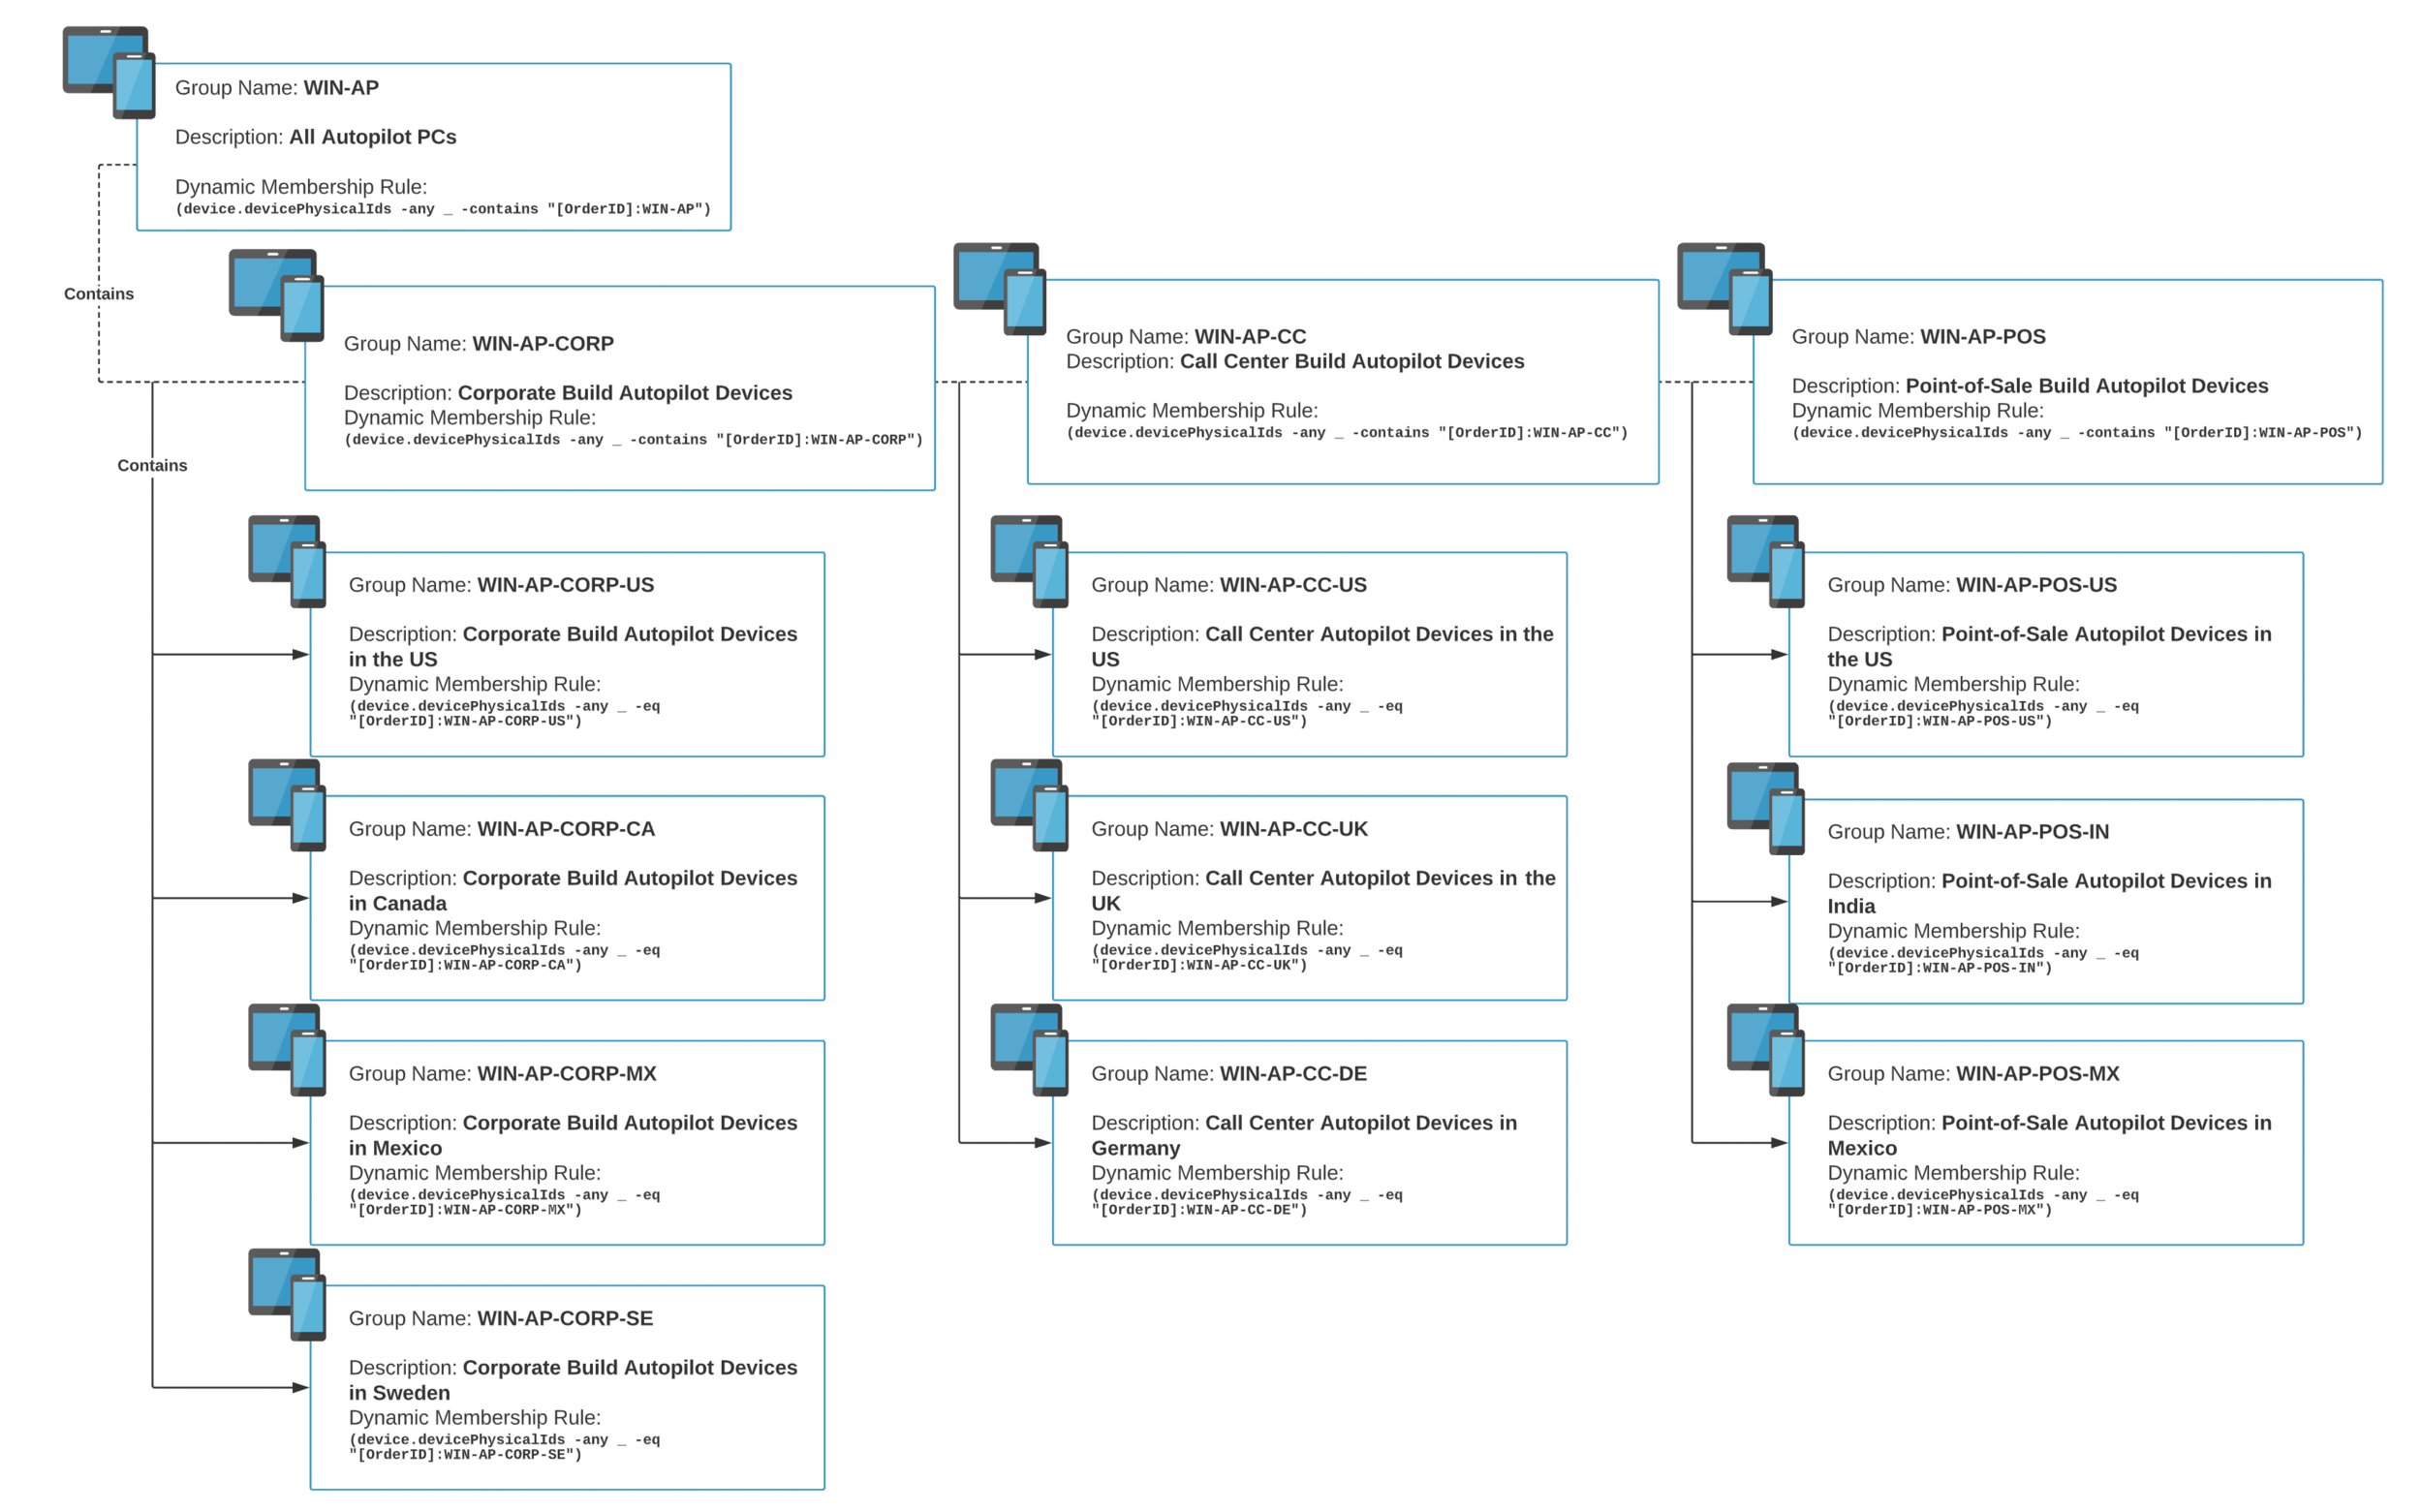 Group Name: WIN-AP
Description: All Autopilot PCs
Dynamic Membership Rule:
(device.devicePhysicalIds -any _ -contains "[OrderID]:WIN-AP")
Contains
Group Name: WIN-AP-CORP
Description: Corporate Build Autopilot Devices
Dynamic Membership Rule:
(device.devicePhysicalIds -any _ -contains "[OrderID]:WIN-AP-CORP")
Group Name: WIN-AP-CC
Description: Call Center Build Autopilot Devices
Dynamic Membership Rule:
(device.devicePhysicalIds -any _ -contains "[OrderID]:WIN-AP-CC")
Group Name: WIN-AP-POS
Description: Point-of-Sale Build Autopilot Devices
Dynamic Membership Rule:
(device.devicePhysicalIds -any _ -contains "[OrderID]:WIN-AP-POS")
Contains
Group Name: WIN-AP-CORP-US
Description: Corporate Build Autopilot Devices
in the US
Dynamic Membership Rule:
(device.devicePhysicalIds -any _ -eq
"[OrderID]:WIN-AP-CORP-US")
Group Name: WIN-AP-CC-US
Description: Call Center Autopilot Devices in the
US
Dynamic Membership Rule:
(device.devicePhysicalIds -any _ -eq
"[OrderID]:WIN-AP-CC-US")
Group Name: WIN-AP-POS-US
Description: Point-of-Sale Autopilot Devices in
the US
Dynamic Membership Rule:
(device.devicePhysicalIds -any _ -eq
"[OrderID]:WIN-AP-POS-US")
Group Name: WIN-AP-CORP-CA
Description: Corporate Build Autopilot Devices
in Canada
Dynamic Membership Rule:
(device.devicePhysicalIds -any _ -eq
"[OrderID]:WIN-AP-CORP-CA")
Group Name: WIN-AP-CC-UK
Description: Call Center Autopilot Devices in the
UK
Dynamic Membership Rule:
(device.devicePhysicalIds -any _ -eq
"[OrderID]:WIN-AP-CC-UK")
Group Name: WIN-AP-POS-IN
Description: Point-of-Sale Autopilot Devices in
India
Dynamic Membership Rule:
(device.devicePhysicalIds -any _ -eq
"[OrderID]:WIN-AP-POS-IN")
Group Name: WIN-AP-CORP-MX
Description: Corporate Build Autopilot Devices
in Mexico
Dynamic Membership Rule:
(device.devicePhysicalIds -any _ -eq
"[OrderID]:WIN-AP-CORP-MX")
Group Name: WIN-AP-CC-DE
Description: Call Center Autopilot Devices in
Germany
Dynamic Membership Rule:
(device.devicePhysicalIds -any _ -eq
"[OrderID]:WIN-AP-CC-DE")
Group Name: WIN-AP-POS-MX
Description: Point-of-Sale Autopilot Devices in
Mexico
Dynamic Membership Rule:
(device.devicePhysicalIds -any _ -eq
"[OrderID]:WIN-AP-POS-MX")
Group Name: WIN-AP-CORP-SE
Description: Corporate Build Autopilot Devices
in Sweden
Dynamic Membership Rule:
(device.devicePhysicalIds -any _ -eq
"[OrderID]:WIN-AP-CORP-SE")